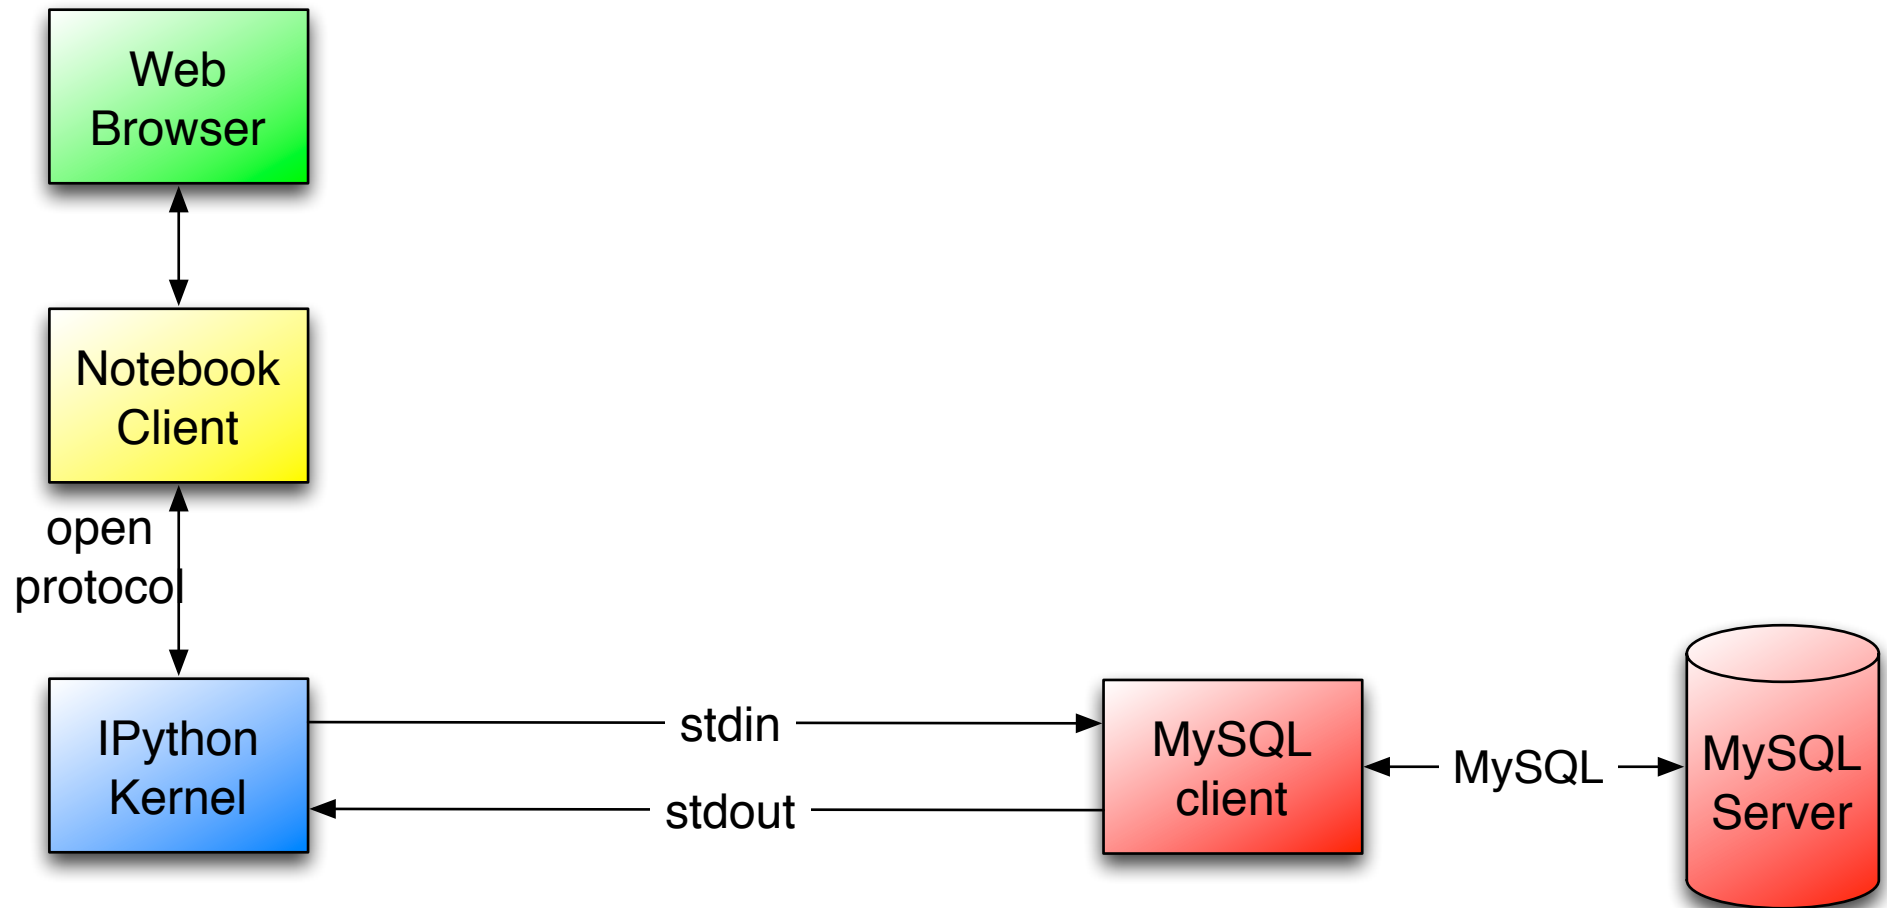 Web
Browser
Notebook
Client
open
protocol
IPython
Kernel
stdin
stdout
MySQL
client
MySQL
MySQL
Server